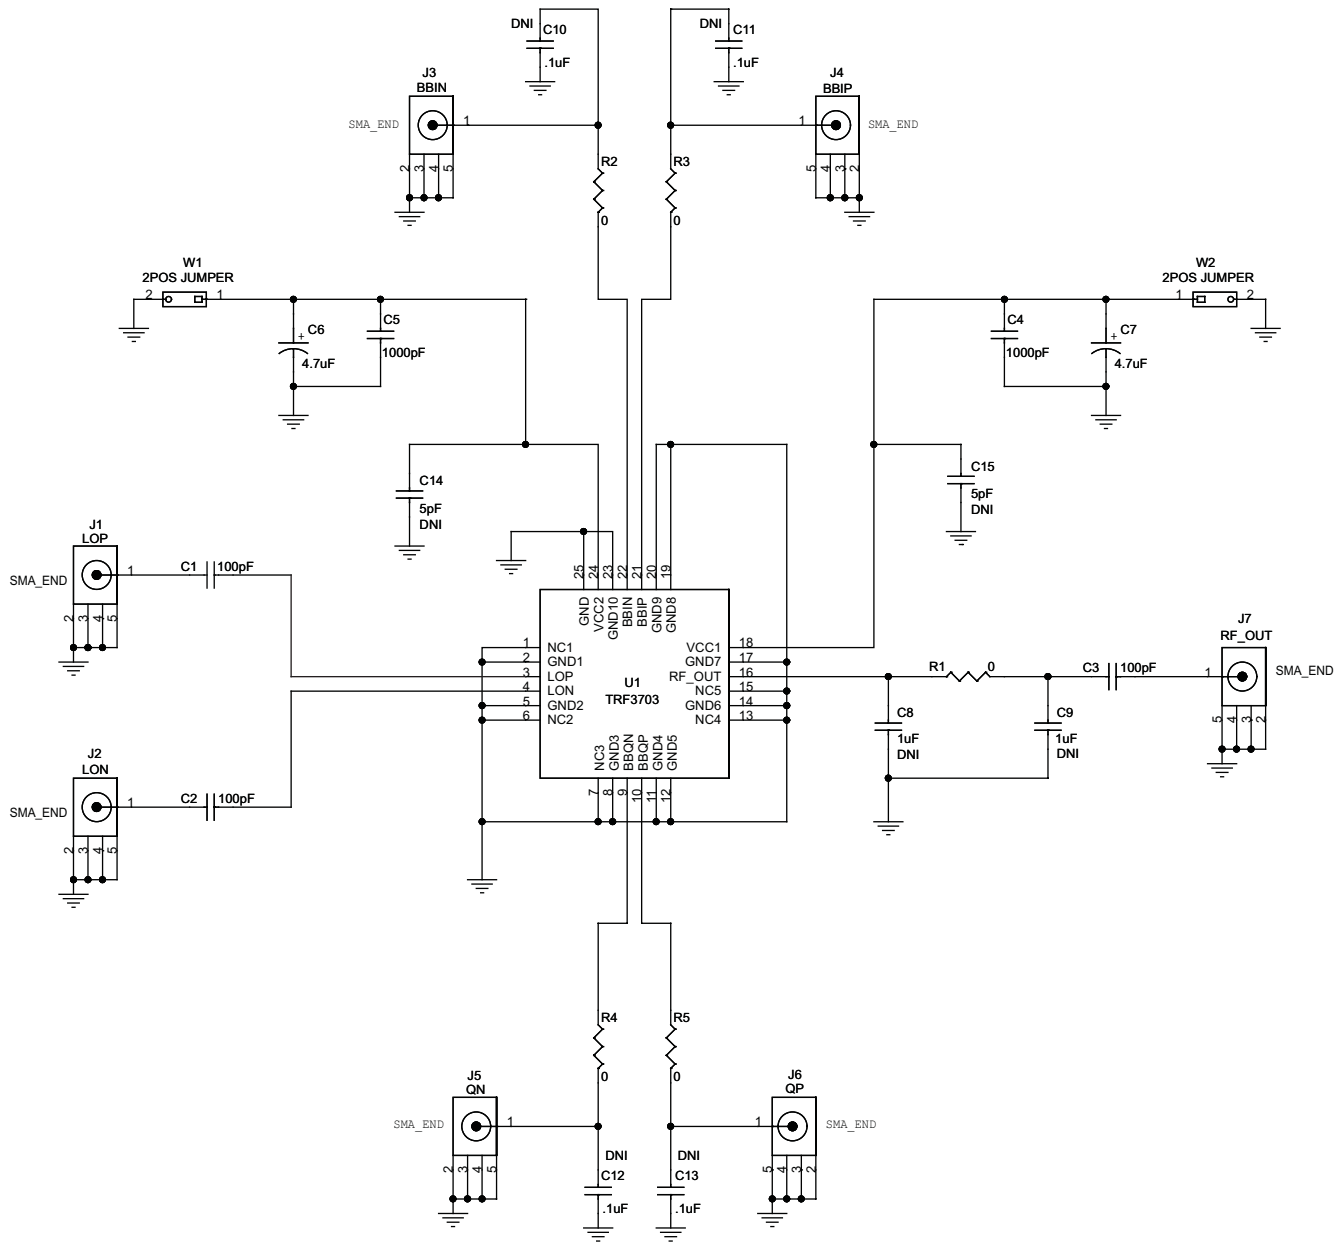 DNI
C10
.1uF
DNI
C11
.1uF
J3
BBIN
SMA_END
1
2
3
4
5
J4
BBIP
1
SMA_END
5
4
3
2
R2
0
R3
0
W1
2POS JUMPER
2
1
W2
2POS JUMPER
1
2
C6
+
4.7uF
C5
1000pF
C4
1000pF
C7
+
4.7uF
C14
5pF
DNI
C15
5pF
DNI
J1
LOP
SMA_END
1
2
3
4
5
C1
100pF
25
24
23
22
21
20
19
GND
VCC2
GND10
BBIN
BBIP
GND9
GND8
1 NC1
2 GND1
3 LOP
4 LON
5 GND2
6 NC2
U1
TRF3703
VCC1 18
GND7 17
RF_OUT 16
NC5 15
GND6 14
NC4 13
NC3
GND3
BBQN
BBQP
GND4
GND5
7
8
9
10
11
12
R1
0
C3
100pF
J7
RF_OUT
1
SMA_END
5
4
3
2
C8
1uF
DNI
C9
1uF
DNI
J2
LON
SMA_END
1
2
3
4
5
C2
100pF
R4
0
R5
0
J5
QN
SMA_END
1
2
3
4
5
J6
QP
1
SMA_END
5
4
3
2
DNI
C12
.1uF
DNI
C13
.1uF